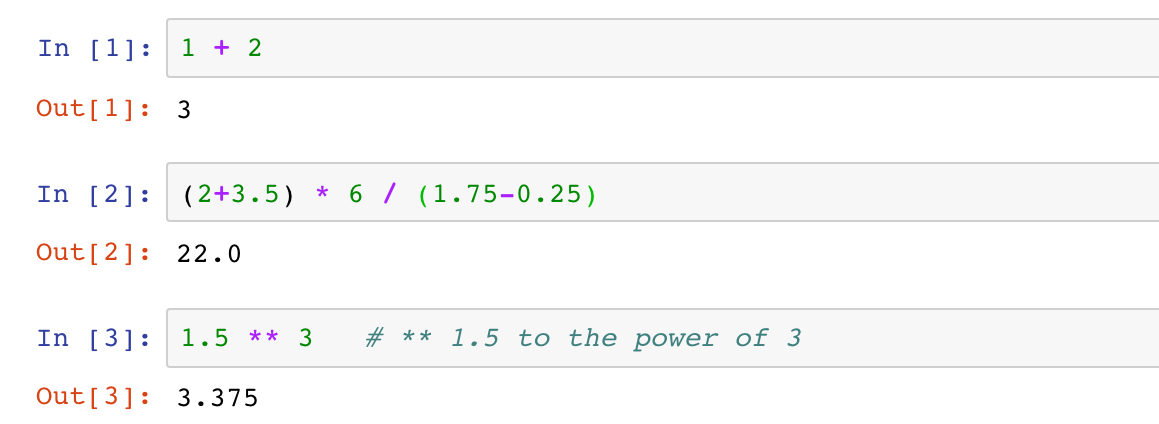 In [1]: 1 + 2
Out[1]: 3
In [2]: (2+3.5) * 6 / (1.75-0.25)
Out[2]: 22.0
In [3]: 1.5 ** 3   # ** 1.5 to the power of 3
Out[3]: 3.375